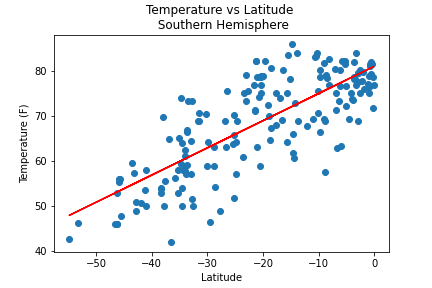 Temperature vs Latitude
Southern Hemisphere
Temperature (F)
80
70
60
50
40
−50
−40
−30
−20
−10
0
Latitude